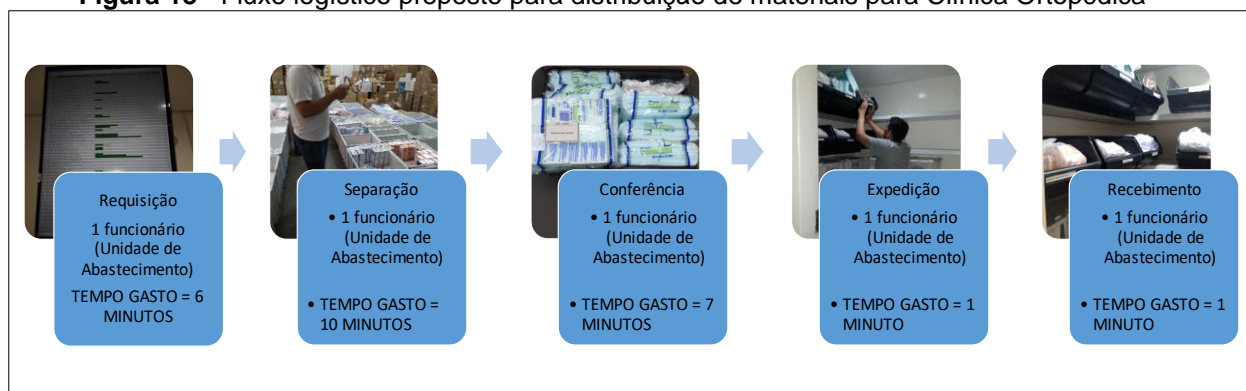 Figura 13 - Fluxo logístico proposto para distribuição de materiais para Clínica Ortopédica
Requisição
1 funcionário
(Unidade de
Abastecimento)
TEMPO GASTO = 6
MINUTOS
Separação
• 1 funcionário
(Unidade de
Abastecimento)
• TEMPO GASTO =
10 MINUTOS
Conferência
• 1 funcionário
(Unidade de
Abastecimento)
• TEMPO GASTO = 7
MINUTOS
Expedição
• 1 funcionário
(Unidade de
Abastecimento)
• TEMPO GASTO = 1
MINUTO
Recebimento
• 1 funcionário
(Unidade de
Abastecimento)
• TEMPO GASTO = 1
MINUTO